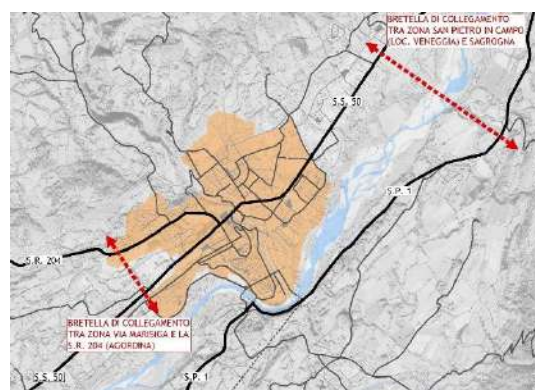 BRETELLA DI COLLEGAMENTO
TRA ZONA SAN PIETRO IN CAMPO
(LOC. VENEGGIA) E SAGROGNA
S.S. 50
S.P. 1
S.R. 204
BRETELLA DI COLLEGAMENTO
TRA ZONA VIA MARISIGA E LA
S.R. 204 (AGORDINA)
S.S. 50
S.P. 1